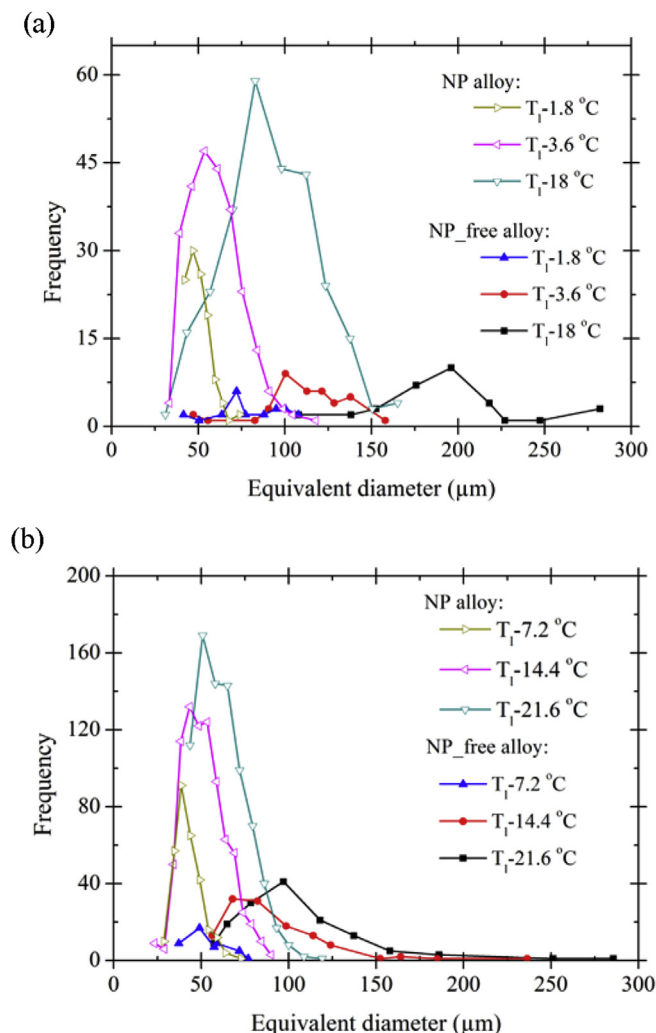 (a)
60
45
30
15
0
Frequency
NP alloy:
Tl-1.8 °C
Tl-3.6 °C
Tl-18 °C
NP_free alloy:
Tl-1.8 °C
Tl-3.6 °C
Tl-18 °C
0 50 100 150 200 250 300
Equivalent diameter (µm)
(b)
200
160
120
80
40
0
Frequency
NP alloy:
Tl-7.2 °C
Tl-14.4 °C
Tl-21.6 °C
NP_free alloy:
Tl-7.2 °C
Tl-14.4 °C
Tl-21.6 °C
0 50 100 150 200 250 300
Equivalent diameter (µm)